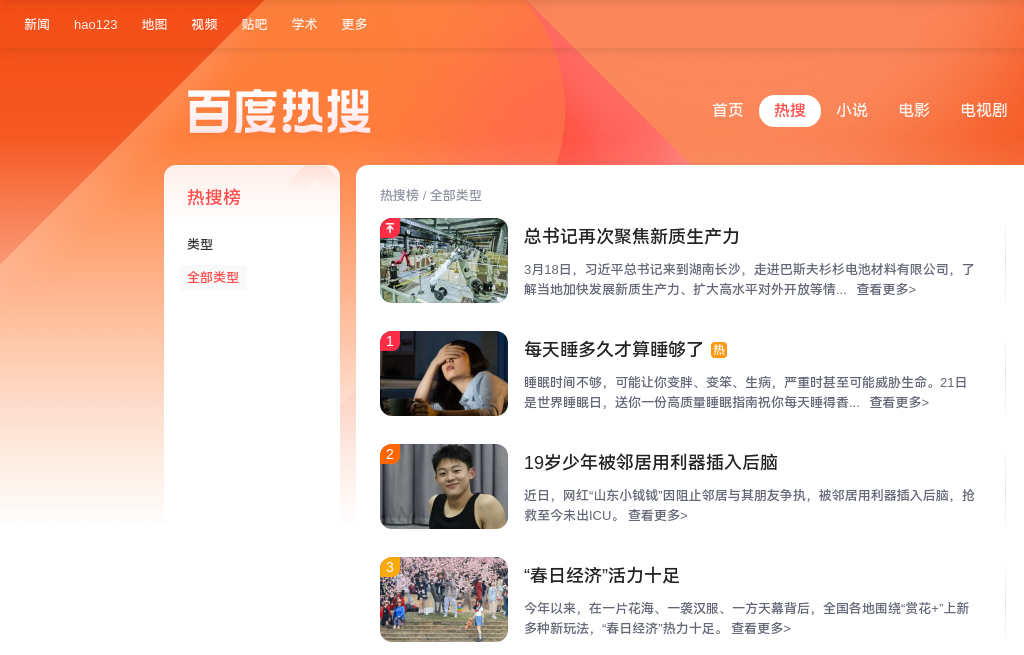 新闻 hao123 地图 视频 贴吧 学术 更多
百度热搜
首页 热搜 小说 电影 电视剧
热搜榜
类型
全部类型
热搜榜 / 全部类型
总书记再次聚焦新质生产力
3月18日，习近平总书记来到湖南长沙，走进巴斯夫杉杉电池材料有限公司，了
解当地加快发展新质生产力、扩大高水平对外开放等情... 查看更多>
1
每天睡多久才算睡够了 热
睡眠时间不够，可能让你变胖、变笨、生病，严重时甚至可能威胁生命。21日
是世界睡眠日，送你一份高质量睡眠指南祝你每天睡得香... 查看更多>
2
19岁少年被邻居用利器插入后脑
近日，网红“山东小钺钺”因阻止邻居与其朋友争执，被邻居用利器插入后脑，抢
救至今未出ICU。 查看更多>
3
“春日经济”活力十足
今年以来，在一片花海、一袭汉服、一方天幕背后，全国各地围绕“赏花+”上新
多种新玩法，“春日经济”热力十足。 查看更多>